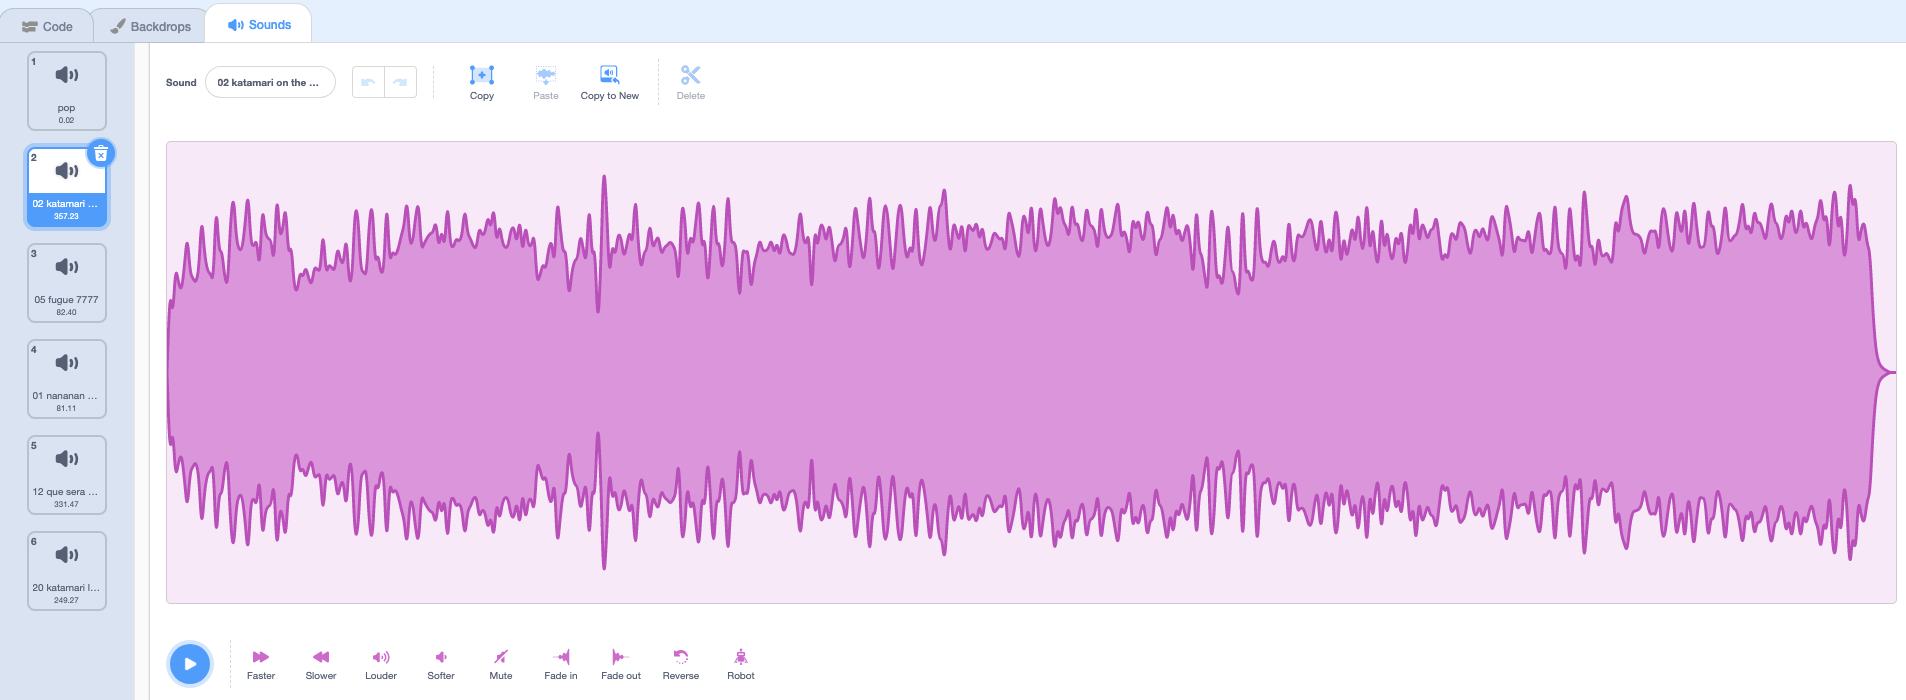 Code
Backdrops
Sounds
1
pop
0.02
2
02 katamari ...
357.23
3
05 fugue 7777
82.40
4
01 nananan ...
81.11
5
12 que sera ...
331.47
6
20 katamari l...
249.27
Sound
02 katamari on the ...
Copy
Paste
Copy to New
Delete
Faster
Slower
Louder
Softer
Mute
Fade in
Fade out
Reverse
Robot